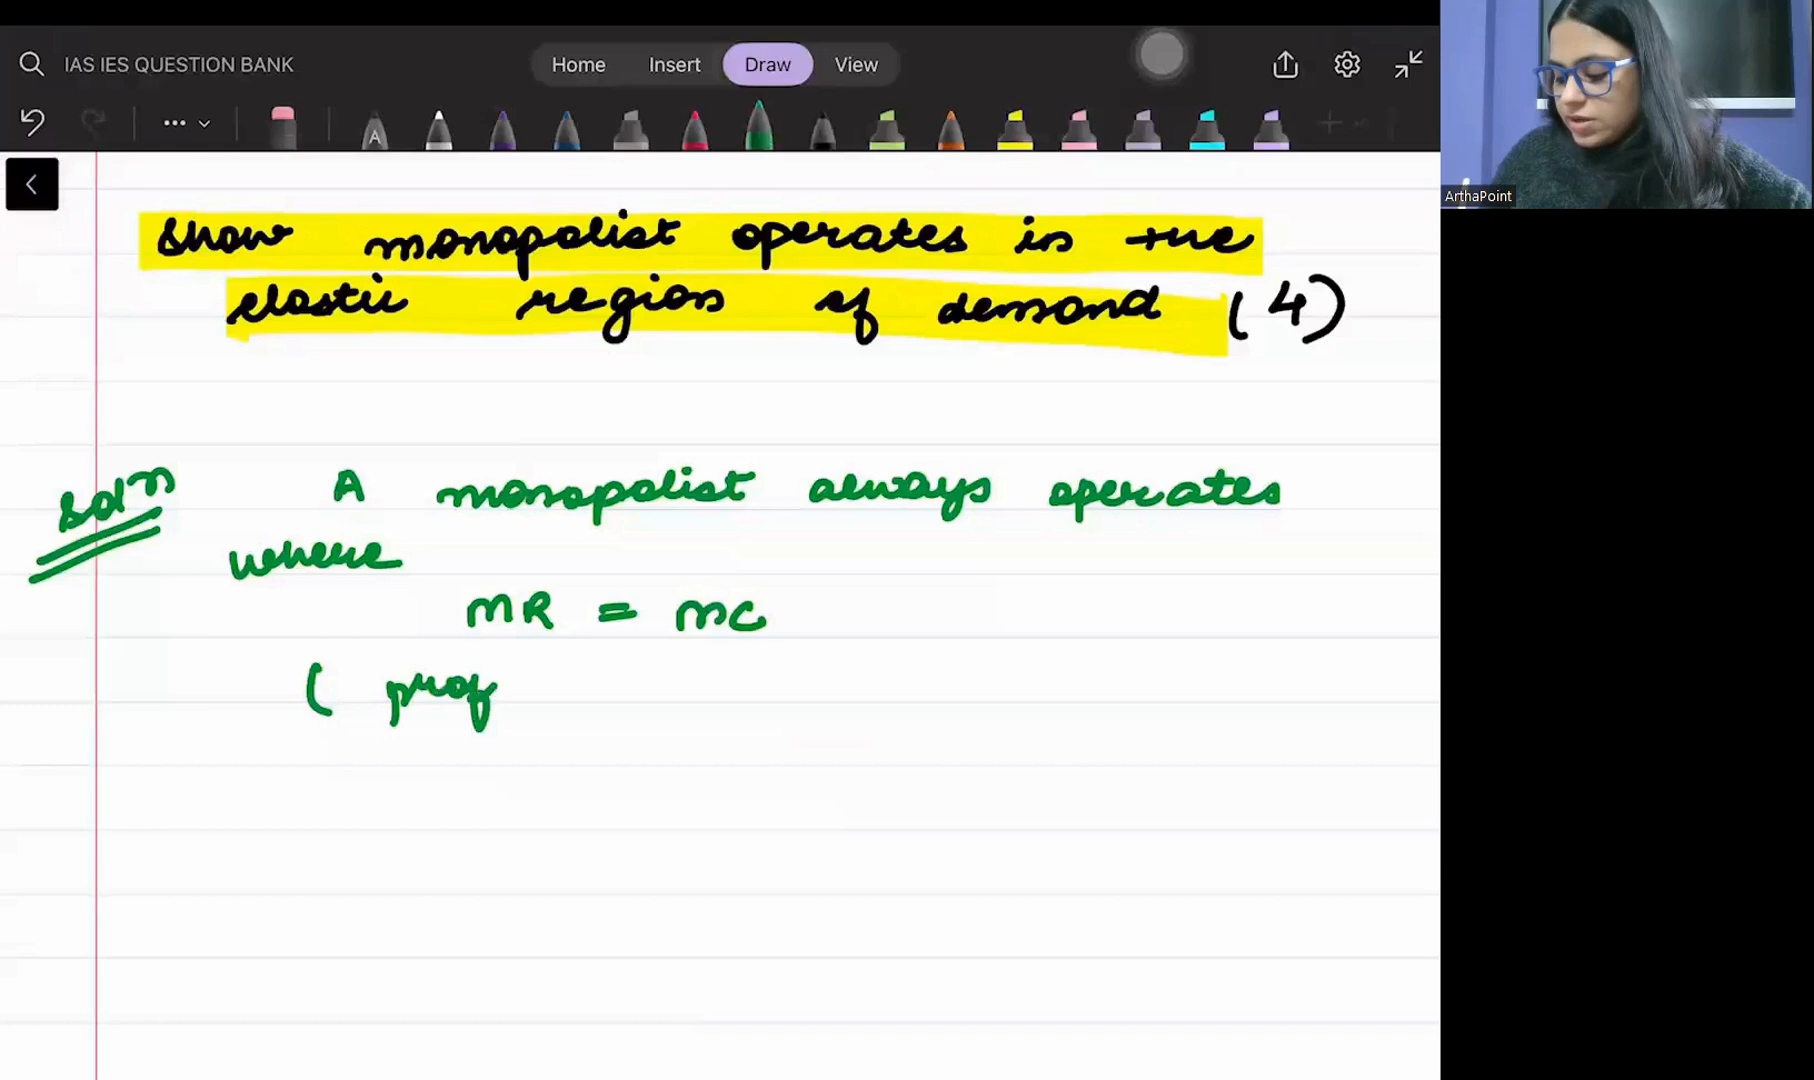 IAS IES QUESTION BANK
Home Insert Draw View
A
ArthaPoint
Show monopolist operates in +ve
elastic region of demand (4)
Soln A monopolist always operates
where
MR = MC
( prof